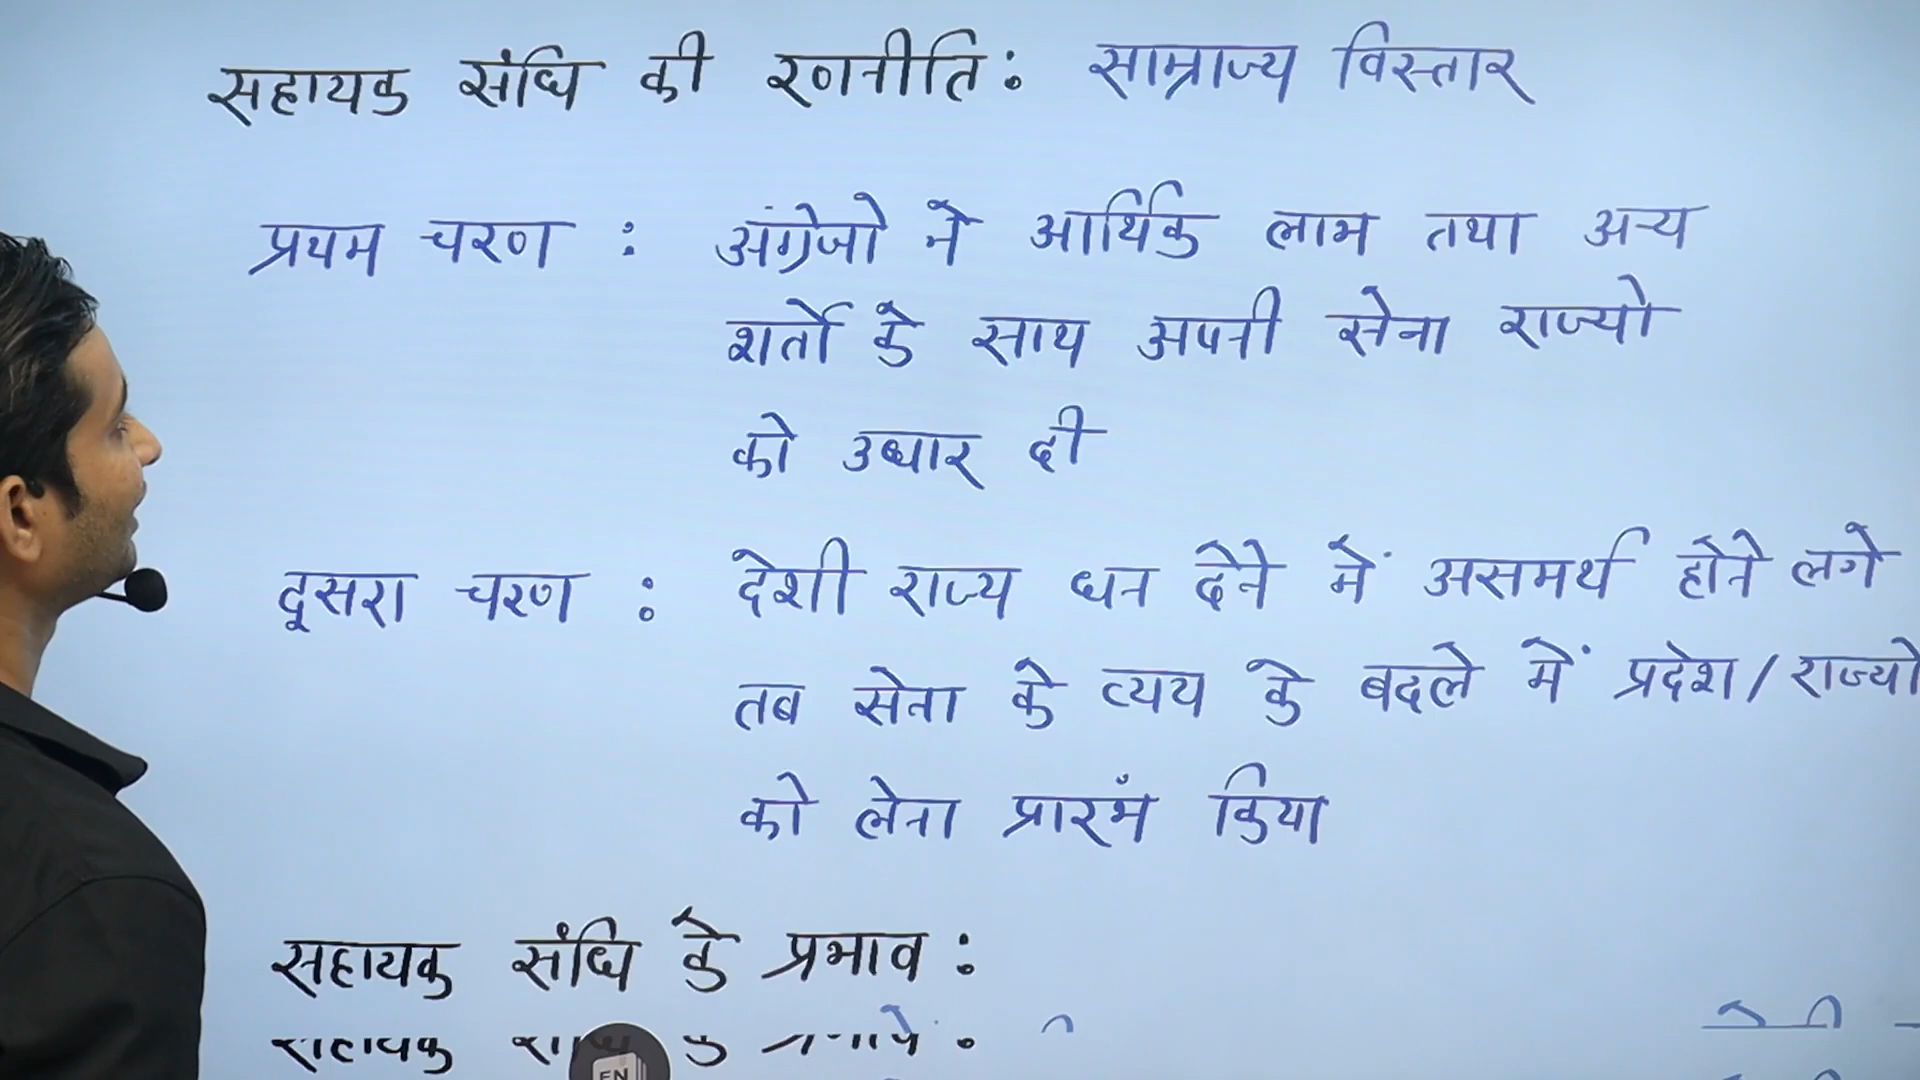 सहायक संधि की रणनीति: साम्राज्य विस्तार
प्रथम चरण : अंग्रेजो ने आर्थिक लाभ तथा अन्य
शर्तो के साथ अपनी सेना राज्यो
को उधार दी
दूसरा चरण : देशी राज्य धन देने में असमर्थ होने लगे
तब सेना के व्यय के बदले में प्रदेश/राज्यो
को लेना प्रारंभ किया
सहायक संधि के प्रभाव :
EN